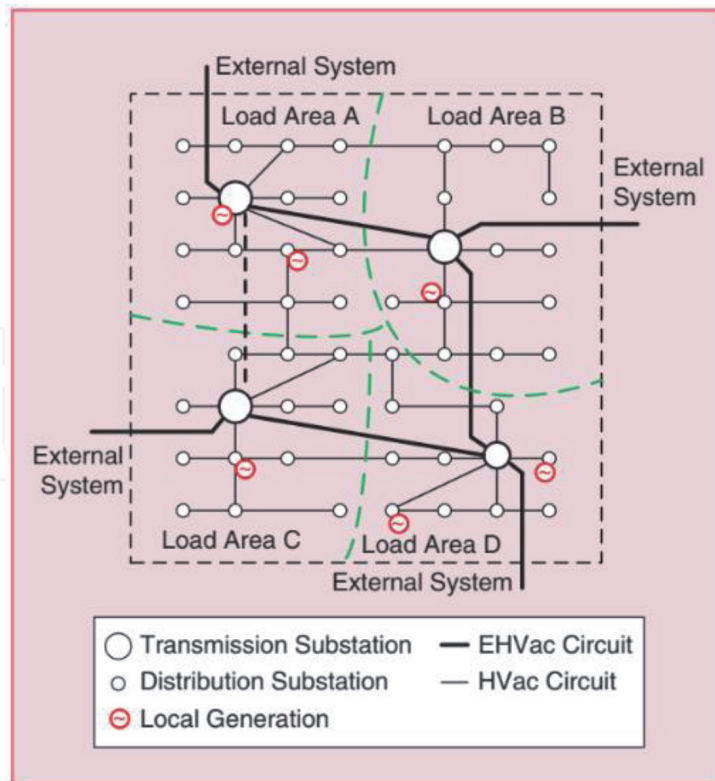 External System
Load Area A
Load Area B
External
System
External
System
Load Area C
Load Area D
External System
Transmission Substation
EHVac Circuit
Distribution Substation
HVac Circuit
Local Generation